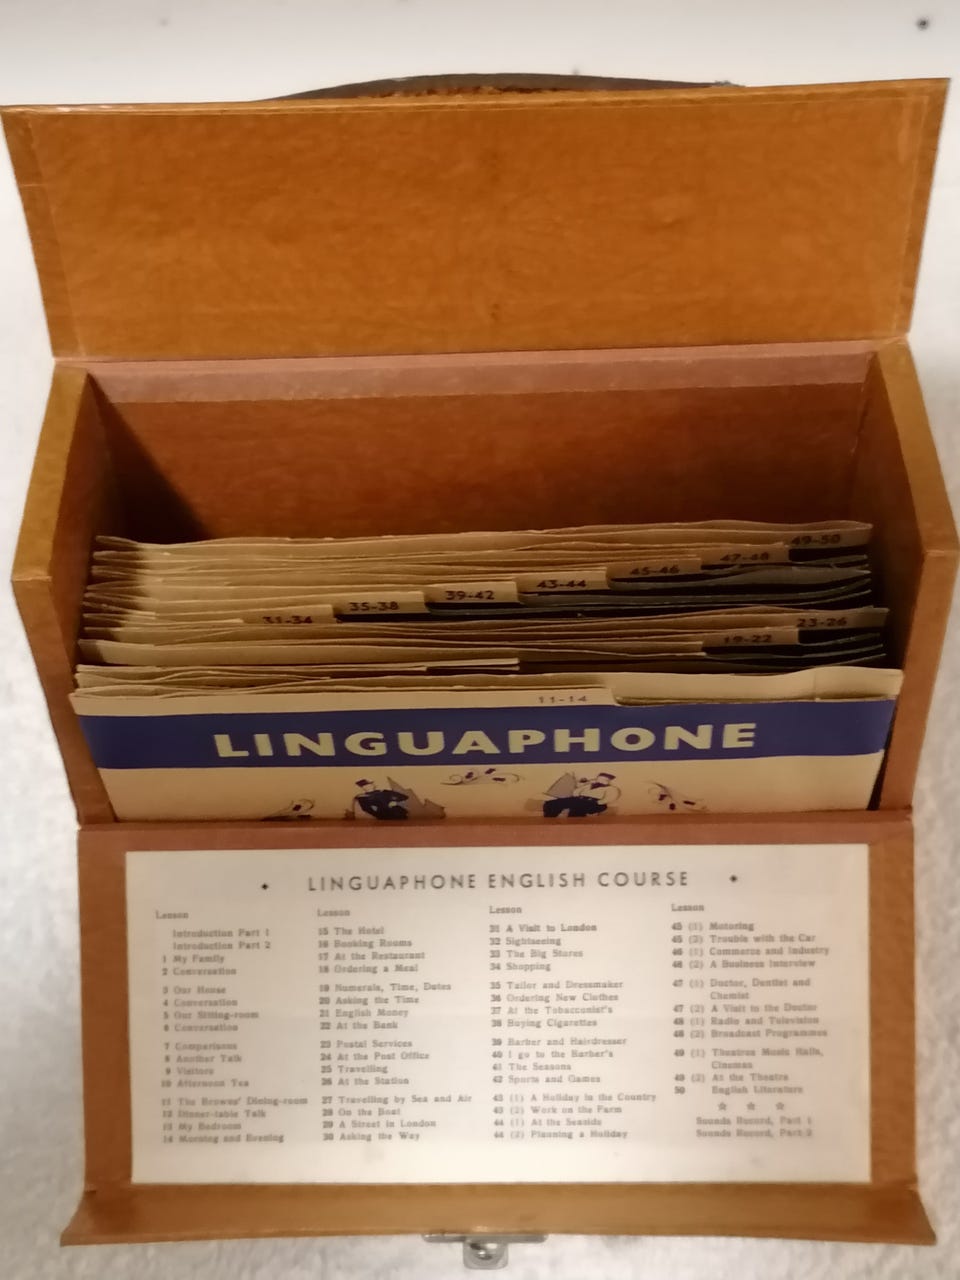 49-50
47-48
45-46
43-44
39-42
35-38
31-34
23-26
19-22
11-14
LINGUAPHONE
LINGUAPHONE ENGLISH COURSE
Lesson
Introduction Part 1
Introduction Part 2
1 My Family
2 Conversation
3 Our House
4 Conversation
5 Our Sitting-room
6 Conversation
7 Comparisons
8 Another Talk
9 Visitors
10 Afternoon Tea
11 The Browns' Dining-room
12 Dinner-table Talk
13 My Bedroom
14 Morning and Evening
Lesson
15 The Hotel
16 Booking Rooms
17 At the Restaurant
18 Ordering a Meal
19 Numerals, Time, Dates
20 Asking the Time
21 English Money
22 At the Bank
23 Postal Services
24 At the Post Office
25 Travelling
26 At the Station
27 Travelling by Sea and Air
28 On the Boat
29 A Street in London
30 Asking the Way
Lesson
31 A Visit to London
32 Sightseeing
33 The Big Stores
34 Shopping
35 Tailor and Dressmaker
36 Ordering New Clothes
37 At the Tobacconist's
38 Buying Cigarettes
39 Barber and Hairdresser
40 I go to the Barber's
41 The Seasons
42 Sports and Games
43 (1) A Holiday in the Country
43 (2) Work on the Farm
44 (1) At the Seaside
44 (2) Planning a Holiday
Lesson
45 (1) Motoring
45 (2) Trouble with the Car
46 (1) Commerce and Industry
46 (2) A Business Interview
47 (1) Doctor, Dentist and
Chemist
47 (2) A Visit to the Doctor
48 (1) Radio and Television
48 (2) Broadcast Programmes
49 (1) Theatres Music Halls,
Cinemas
49 (2) At the Theatre
50 English Literature
Sounds Record, Part 1
Sounds Record, Part 2